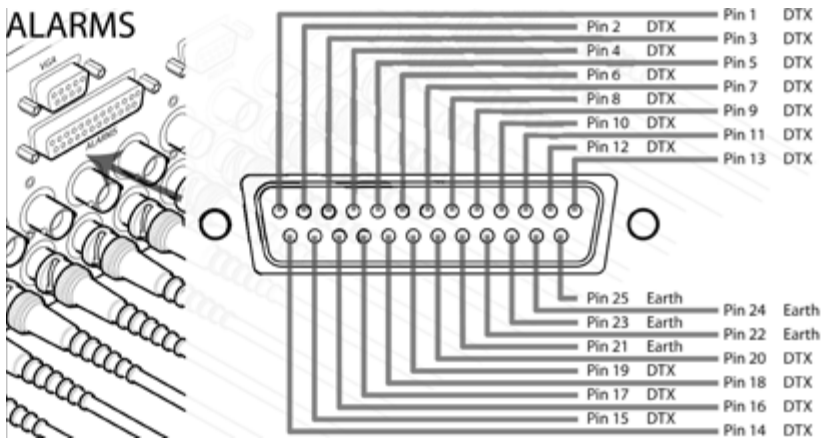 ALARMS
VGA
ALARMS
Pin 1 DTX
Pin 2 DTX
Pin 3 DTX
Pin 4 DTX
Pin 5 DTX
Pin 6 DTX
Pin 7 DTX
Pin 8 DTX
Pin 9 DTX
Pin 10 DTX
Pin 11 DTX
Pin 12 DTX
Pin 13 DTX
Pin 25 Earth
Pin 24 Earth
Pin 23 Earth
Pin 22 Earth
Pin 21 Earth
Pin 20 DTX
Pin 19 DTX
Pin 18 DTX
Pin 17 DTX
Pin 16 DTX
Pin 15 DTX
Pin 14 DTX